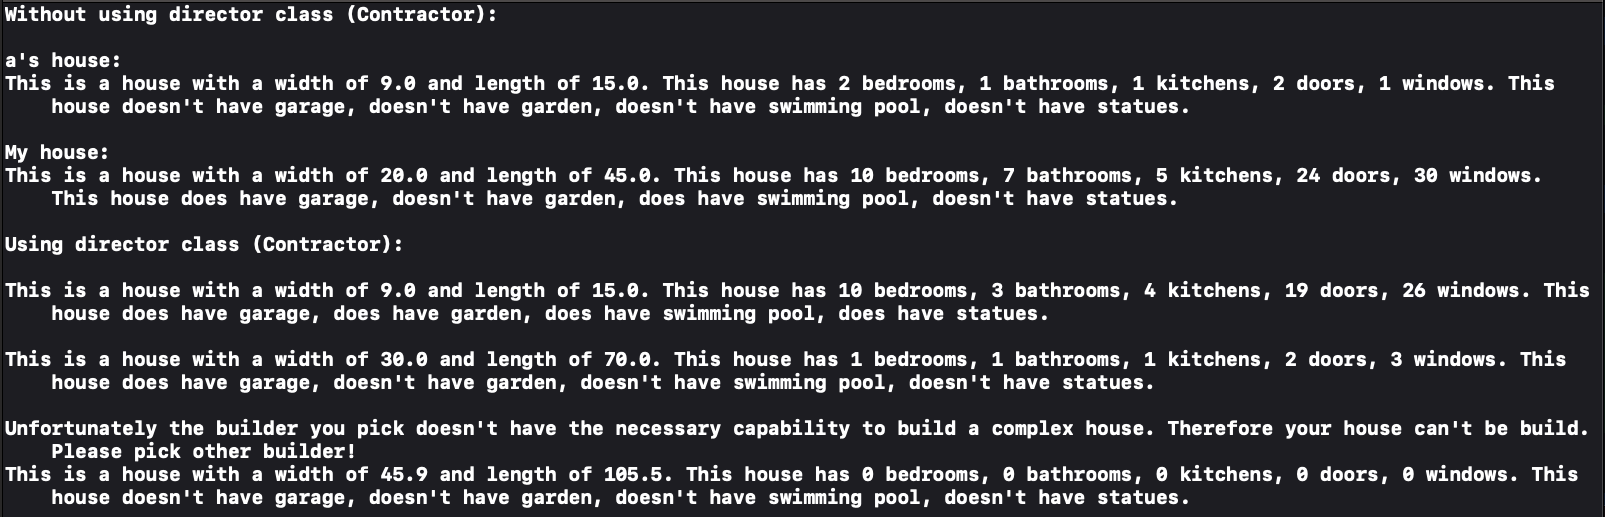 Without using director class (Contractor):
a's house:
This is a house with a width of 9.0 and length of 15.0. This house has 2 bedrooms, 1 bathrooms, 1 kitchens, 2 doors, 1 windows. This
house doesn't have garage, doesn't have garden, doesn't have swimming pool, doesn't have statues.
My house:
This is a house with a width of 20.0 and length of 45.0. This house has 10 bedrooms, 7 bathrooms, 5 kitchens, 24 doors, 30 windows.
This house does have garage, doesn't have garden, does have swimming pool, doesn't have statues.
Using director class (Contractor):
This is a house with a width of 9.0 and length of 15.0. This house has 10 bedrooms, 3 bathrooms, 4 kitchens, 19 doors, 26 windows. This
house does have garage, does have garden, does have swimming pool, does have statues.
This is a house with a width of 30.0 and length of 70.0. This house has 1 bedrooms, 1 bathrooms, 1 kitchens, 2 doors, 3 windows. This
house does have garage, doesn't have garden, doesn't have swimming pool, doesn't have statues.
Unfortunately the builder you pick doesn't have the necessary capability to build a complex house. Therefore your house can't be build.
Please pick other builder!
This is a house with a width of 45.9 and length of 105.5. This house has 0 bedrooms, 0 bathrooms, 0 kitchens, 0 doors, 0 windows. This
house doesn't have garage, doesn't have garden, doesn't have swimming pool, doesn't have statues.